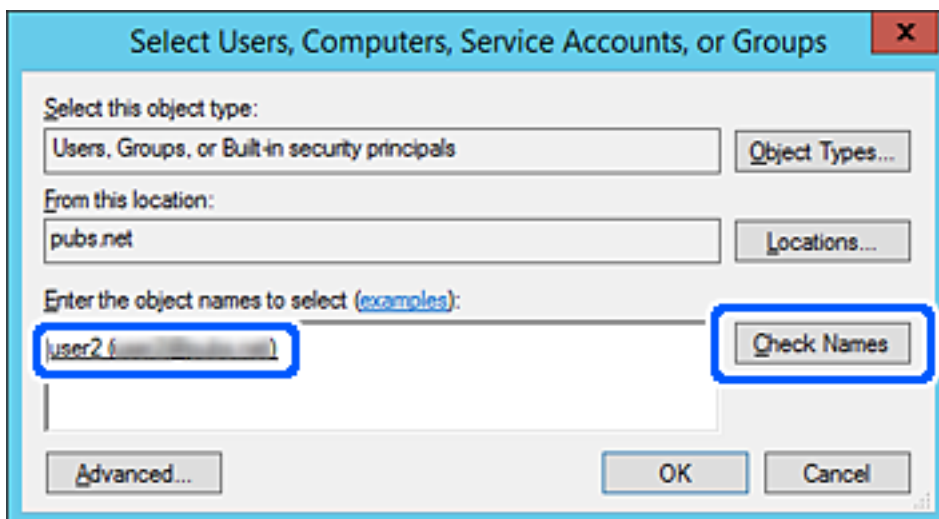 Select Users, Computers, Service Accounts, or Groups
x
Select this object type:
Users, Groups, or Built-in security principals
Object Types...
From this location:
pubs.net
Locations...
Enter the object names to select (examples):
user2 (
)
Check Names
Advanced...
OK
Cancel